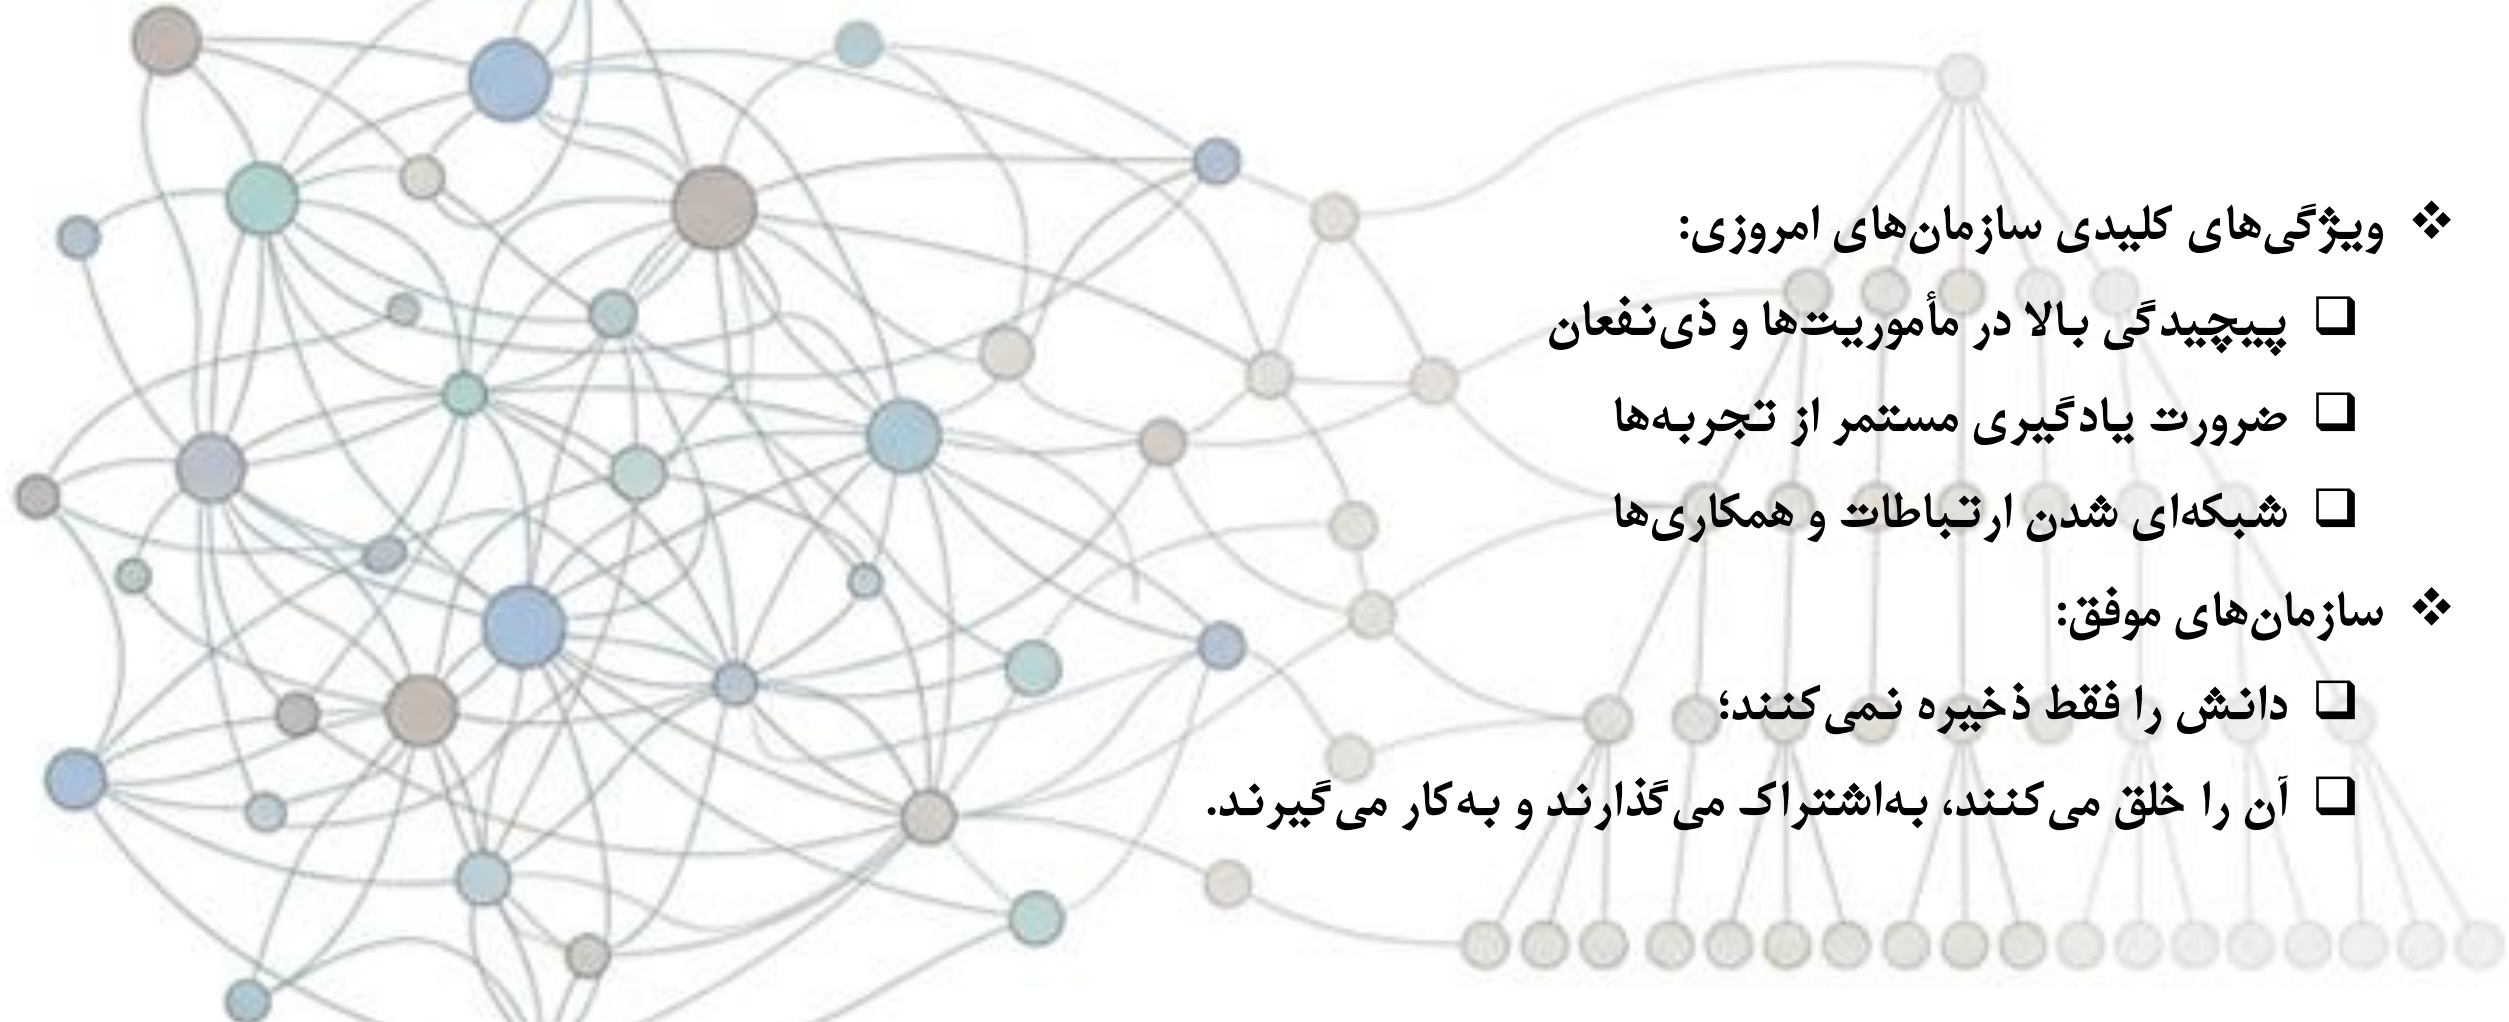 ❖ ویژگی‌های کلیدی سازمان‌های امروزی:
❑ پیچیدگی بالا در مأموریت‌ها و ذی‌نفعان
❑ ضرورت یادگیری مستمر از تجربه‌ها
❑ شبکه‌ای شدن ارتباطات و همکاری‌ها
❖ سازمان‌های موفق:
❑ دانش را فقط ذخیره نمی‌کنند؛
❑ آن را خلق می‌کنند، به‌اشتراک می‌گذارند و به‌کار می‌گیرند.